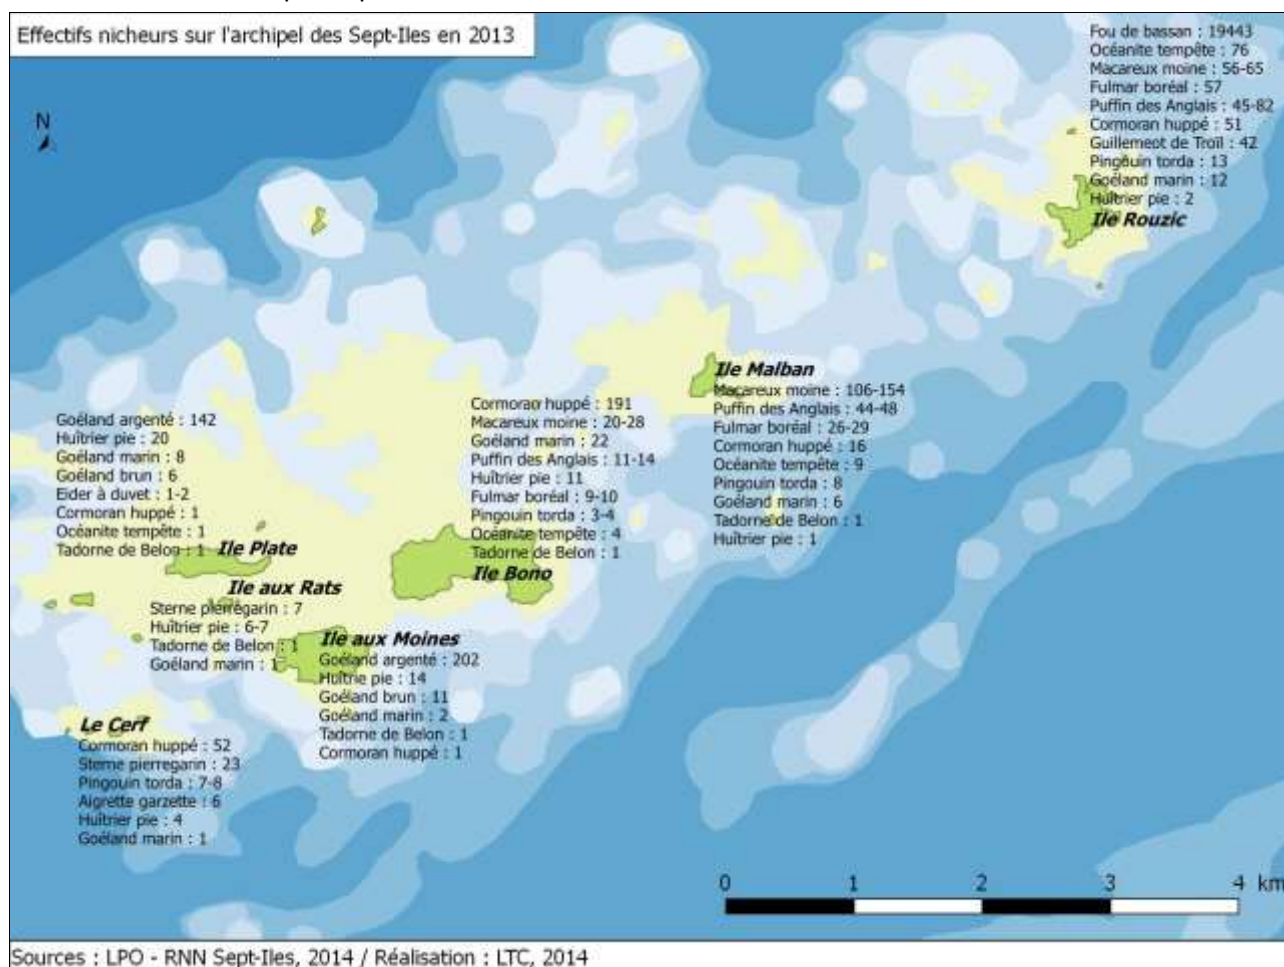 Effectifs nicheurs sur l'archipel des Sept-Iles en 2013
N
Fou de bassan : 19443
Océanite tempête : 76
Macareux moine : 56-65
Fulmar boréal : 57
Puffin des Anglais : 45-82
Cormoran huppé : 51
Guillemeot de Troïl : 42
Pingouin torda : 13
Goéland marin : 12
Huîtrier pie : 2
Ile Rouzic
Ile Malban
Macareux moine : 106-154
Puffin des Anglais : 44-48
Fulmar boréal : 26-29
Cormoran huppé : 16
Océanite tempête : 9
Pingouin torda : 8
Goéland marin : 6
Tadorne de Belon : 1
Huîtrier pie : 1
Cormoran huppé : 191
Macareux moine : 20-28
Goéland marin : 22
Puffin des Anglais : 11-14
Huîtrier pie : 11
Fulmar boréal : 9-10
Pingouin torda : 3-4
Océanite tempête : 4
Tadorne de Belon : 1
Ile Bono
Goéland argenté : 142
Huîtrier pie : 20
Goéland marin : 8
Goéland brun : 6
Eider à duvet : 1-2
Cormoran huppé : 1
Océanite tempête : 1
Tadorne de Belon : 1
Ile Plate
Ile aux Rats
Sterne pierregarin : 7
Huîtrier pie : 6-7
Tadorne de Belon : 1
Goéland marin : 1
Ile aux Moines
Goéland argenté : 202
Huîtrie pie : 14
Goéland brun : 11
Goéland marin : 2
Tadorne de Belon : 1
Cormoran huppé : 1
Le Cerf
Cormoran huppé : 52
Sterne pierregarin : 23
Pingouin torda : 7-8
Aigrette garzette : 6
Huîtrier pie : 4
Goéland marin : 1
0 1 2 3 4 km
Sources : LPO - RNN Sept-Iles, 2014 / Réalisation : LTC, 2014